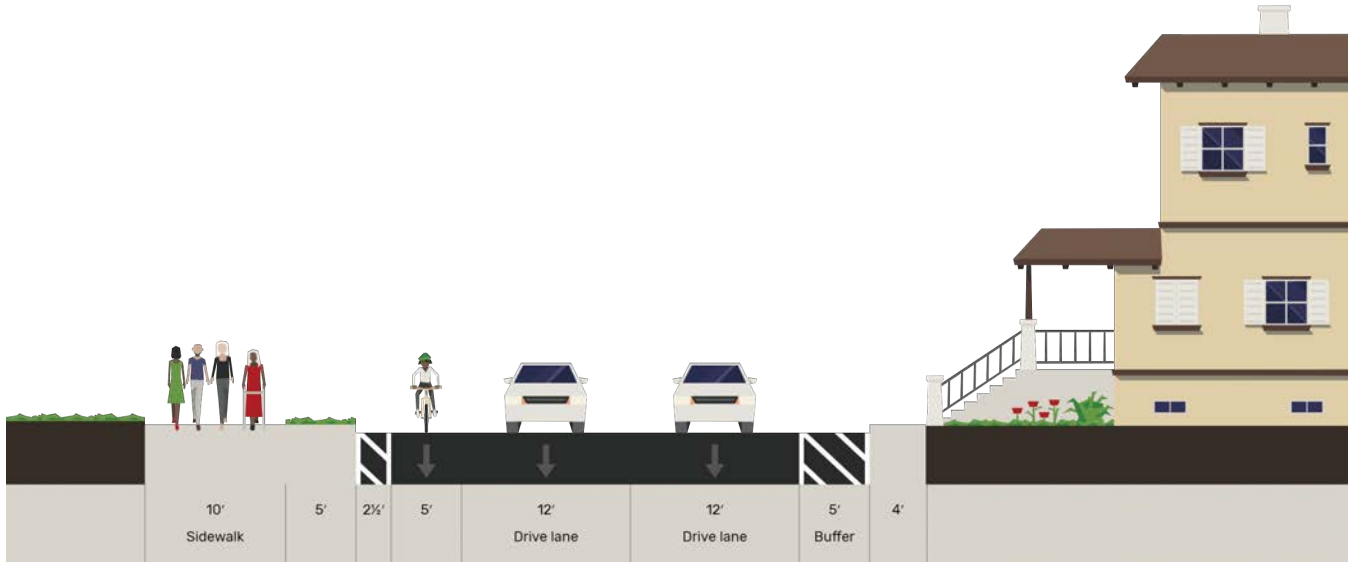 10′ 5′ 2½′ 5′ 12′ 12′ 5′ 4′
Sidewalk Drive lane Drive lane Buffer